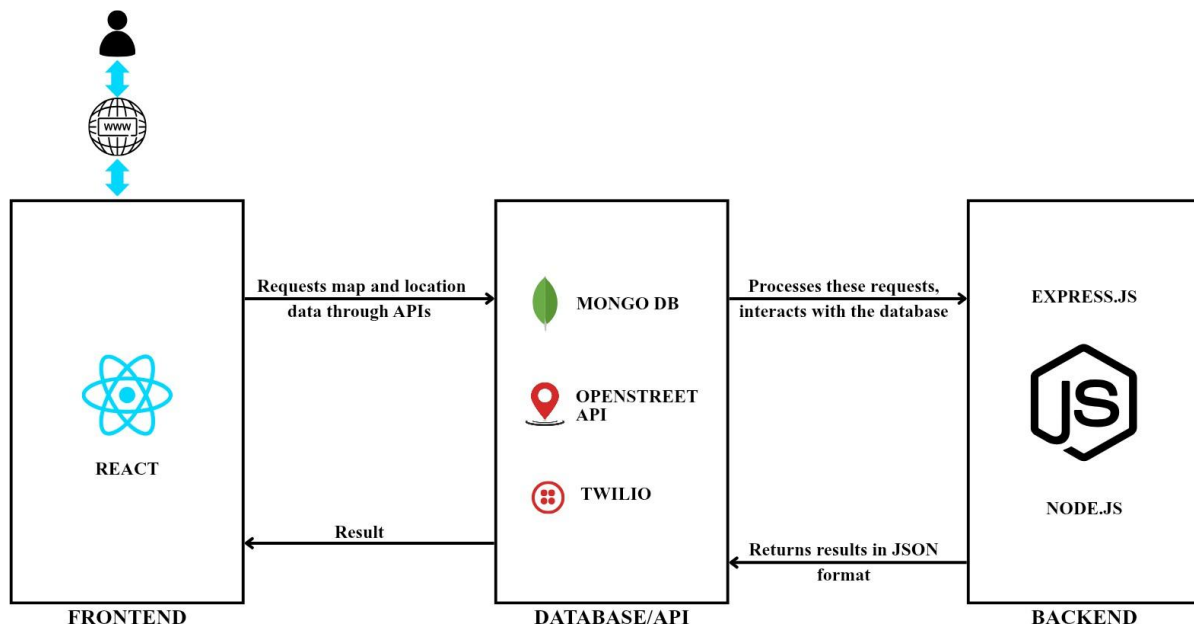 WWW
Requests map and location
data through APIs
Processes these requests,
interacts with the database
MONGO DB
EXPRESS.JS
OPENSTREET
API
JS
REACT
TWILIO
NODE.JS
Result
Returns results in JSON
format
FRONTEND
DATABASE/API
BACKEND